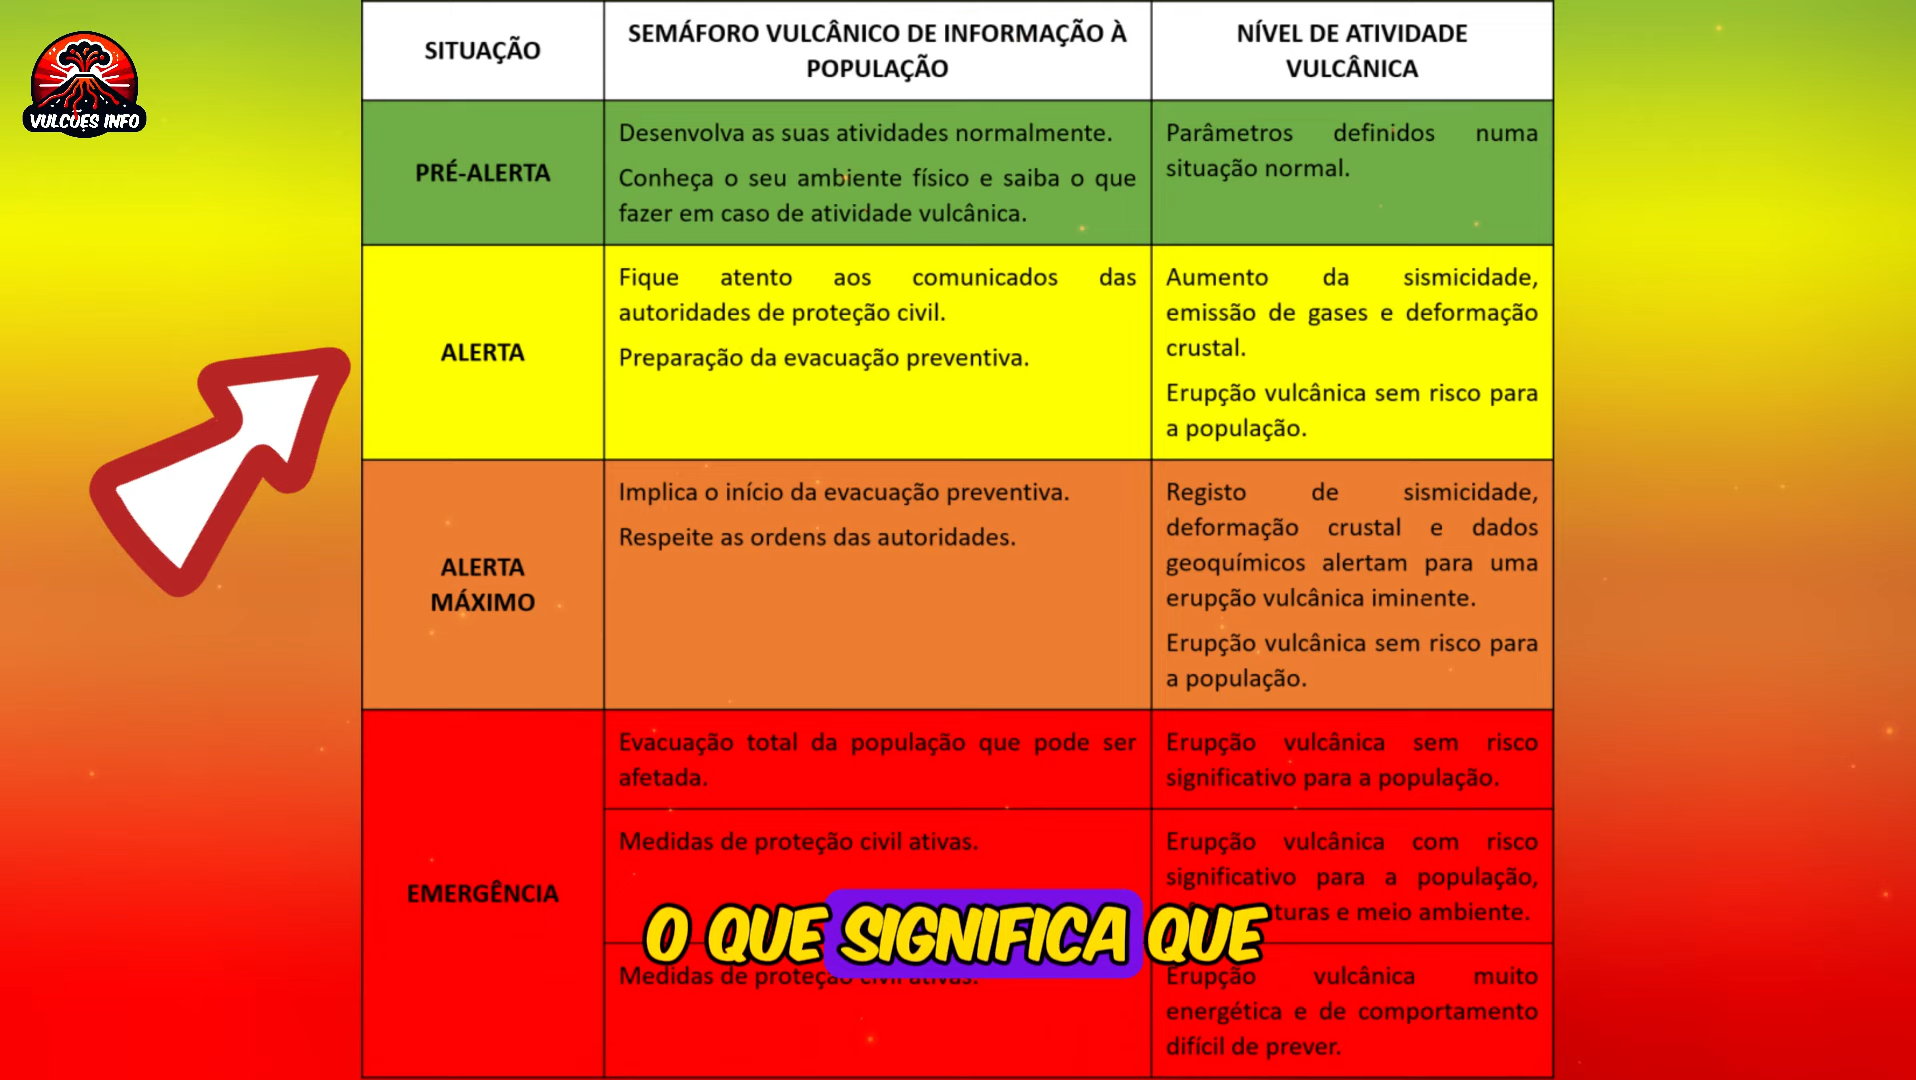 VULCÕES INFO
SITUAÇÃO
SEMÁFORO VULCÂNICO DE INFORMAÇÃO À
POPULAÇÃO
NÍVEL DE ATIVIDADE
VULCÂNICA
PRÉ-ALERTA
Desenvolva as suas atividades normalmente.
Conheça o seu ambiente físico e saiba o que
fazer em caso de atividade vulcânica.
Parâmetros definidos numa
situação normal.
ALERTA
Fique atento aos comunicados das
autoridades de proteção civil.
Preparação da evacuação preventiva.
Aumento da sismicidade,
emissão de gases e deformação
crustal.
Erupção vulcânica sem risco para
a população.
ALERTA
MÁXIMO
Implica o início da evacuação preventiva.
Respeite as ordens das autoridades.
Registo de sismicidade,
deformação crustal e dados
geoquímicos alertam para uma
erupção vulcânica iminente.
Erupção vulcânica sem risco para
a população.
EMERGÊNCIA
Evacuação total da população que pode ser
afetada.
Erupção vulcânica sem risco
significativo para a população.
Medidas de proteção civil ativas.
Erupção vulcânica com risco
significativo para a população,
e meio ambiente.
Medidas de proteção civil ativas.
Erupção vulcânica muito
energética e de comportamento
difícil de prever.
O QUE SIGNIFICA QUE